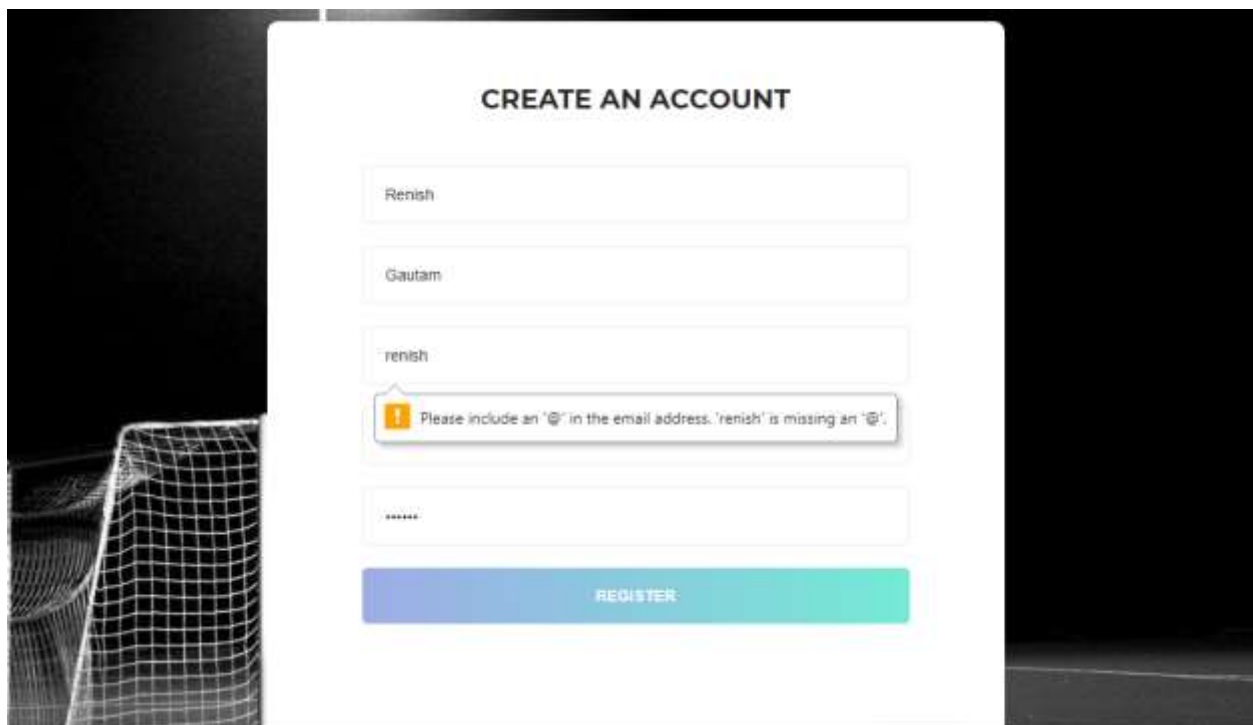 CREATE AN ACCOUNT
Renish
Gautam
renish
Please include an '@' in the email address. 'renish' is missing an '@'.
REGISTER